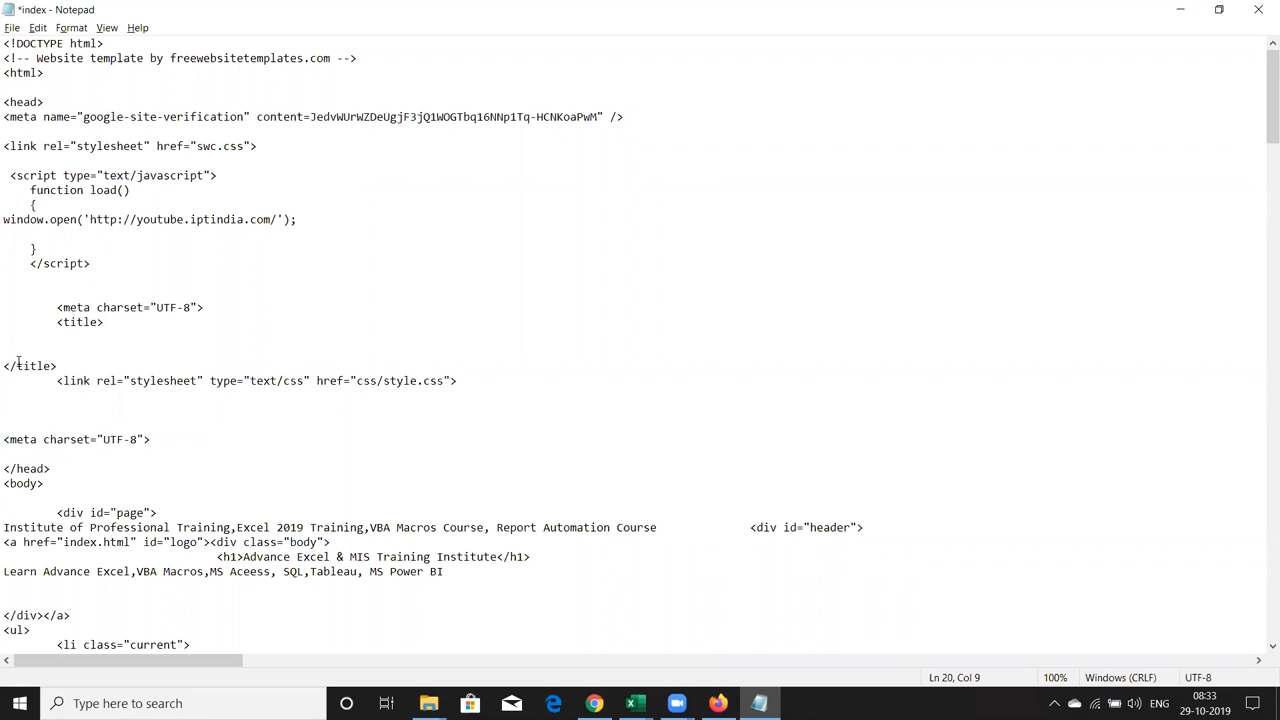 *index - Notepad
File Edit Format View Help
<!DOCTYPE html>
<!-- Website template by freewebsitetemplates.com -->
<html>
<head>
<meta name="google-site-verification" content=JedvWUrWZDeUgjF3jQ1WOGTbq16NNp1Tq-HCNKoaPwM" />
<link rel="stylesheet" href="swc.css">
<script type="text/javascript">
function load()
{
window.open('http://youtube.iptindia.com/');
}
</script>
<meta charset="UTF-8">
<title>
</title>
<link rel="stylesheet" type="text/css" href="css/style.css">
<meta charset="UTF-8">
</head>
<body>
<div id="page">
Institute of Professional Training,Excel 2019 Training,VBA Macros Course, Report Automation Course <div id="header">
<a href="index.html" id="logo"><div class="body">
<h1>Advance Excel & MIS Training Institute</h1>
Learn Advance Excel,VBA Macros,MS Aceess, SQL,Tableau, MS Power BI
</div></a>
<ul>
<li class="current">
Ln 20, Col 9 100% Windows (CRLF) UTF-8
Type here to search
ENG
08:33
29-10-2019